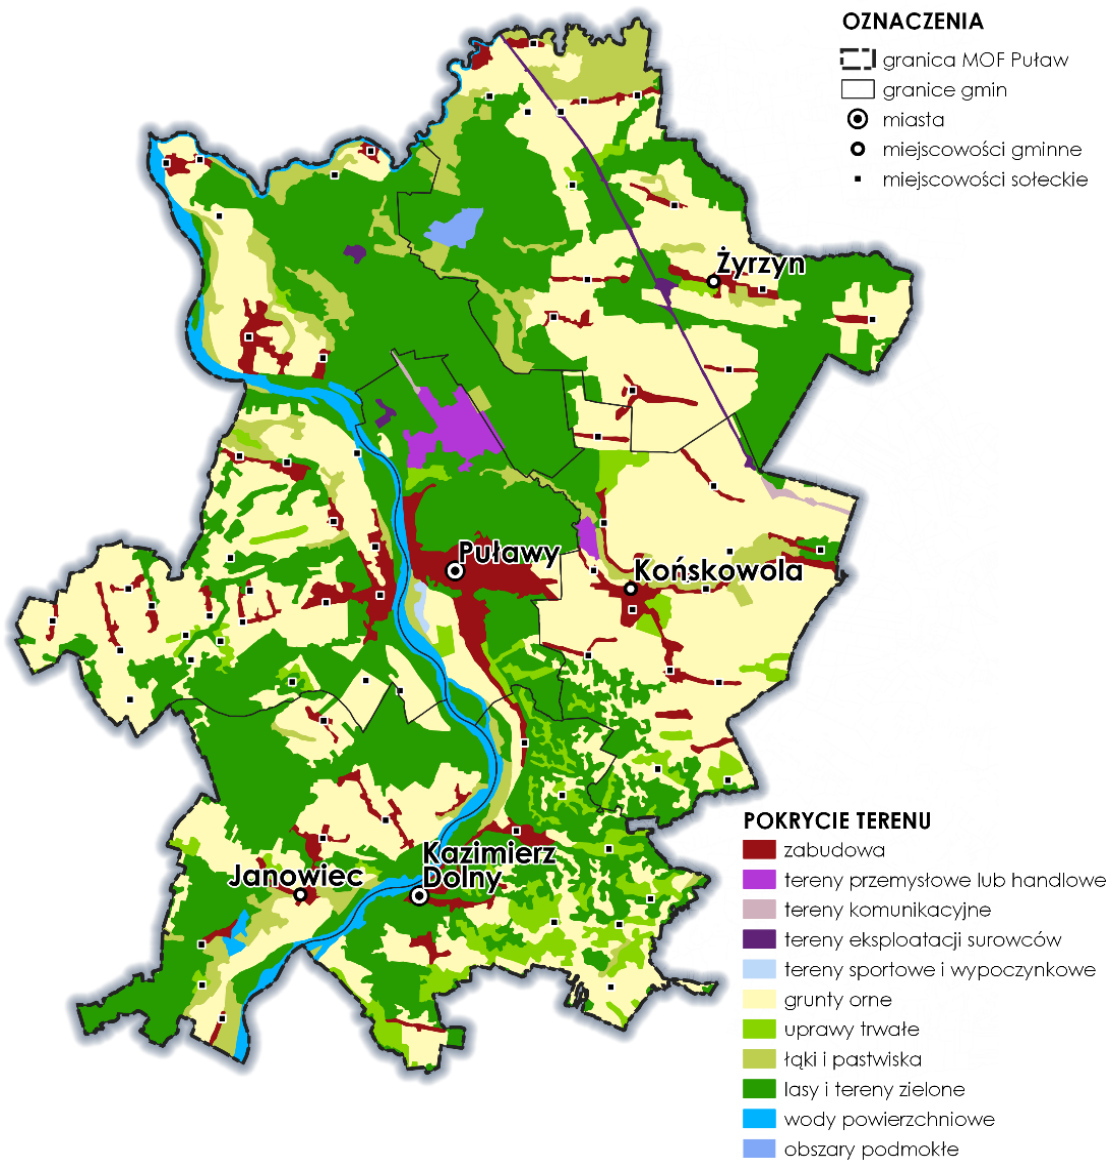 OZNACZENIA
granica MOF Puław
granice gmin
miasta
miejscowości gminne
miejscowości sołeckie
Żyrzyn
Puławy
Końskowola
Kazimierz
Dolny
Janowiec
POKRYCIE TERENU
zabudowa
tereny przemysłowe lub handlowe
tereny komunikacyjne
tereny eksploatacji surowców
tereny sportowe i wypoczynkowe
grunty orne
uprawy trwałe
łąki i pastwiska
lasy i tereny zielone
wody powierzchniowe
obszary podmokłe